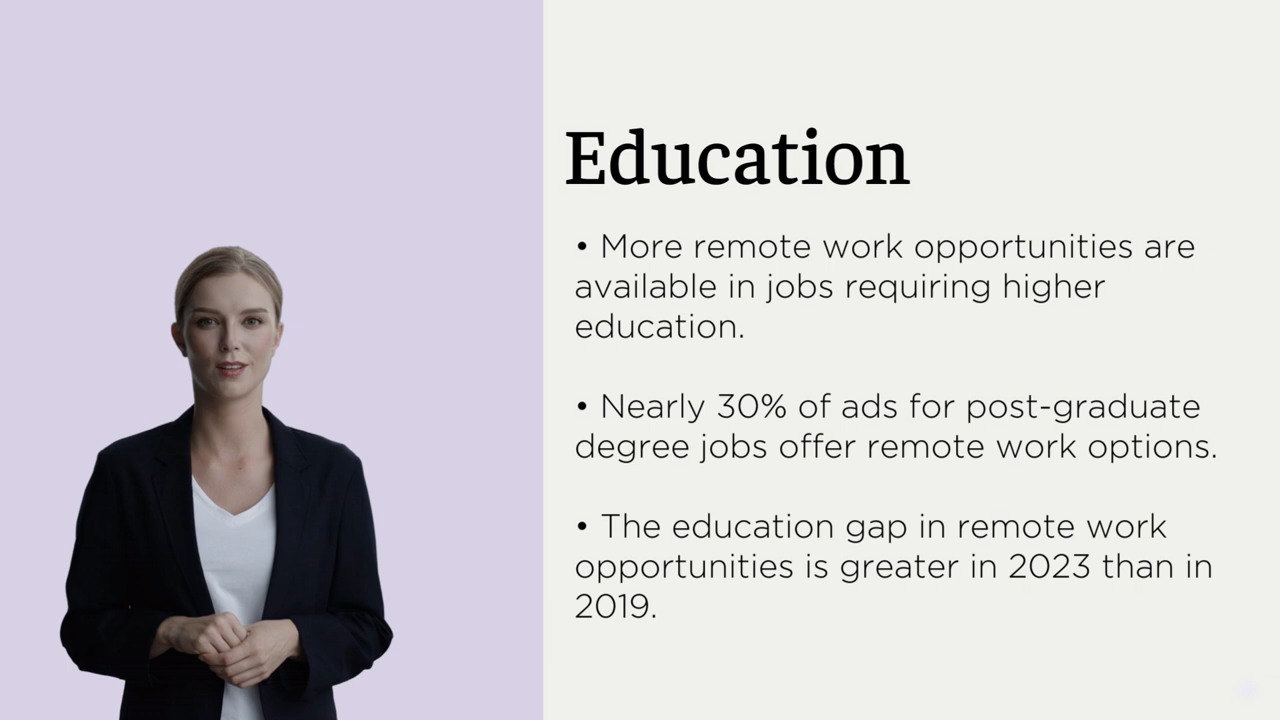 Education
• More remote work opportunities are
available in jobs requiring higher
education.
• Nearly 30% of ads for post-graduate
degree jobs offer remote work options.
• The education gap in remote work
opportunities is greater in 2023 than in
2019.